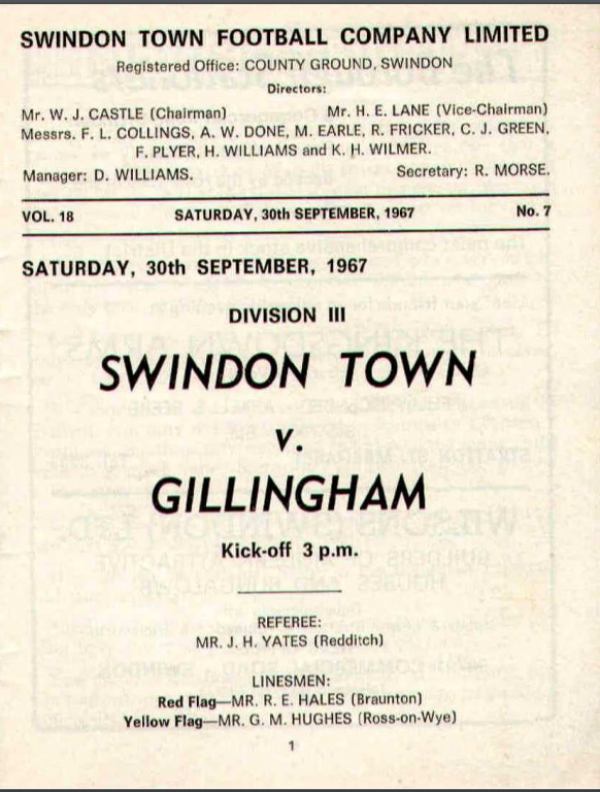 SWINDON TOWN FOOTBALL COMPANY LIMITED
Registered Office: COUNTY GROUND, SWINDON
Directors:
Mr. W. J. CASTLE (Chairman) Mr. H. E. LANE (Vice-Chairman)
Messrs. F. L. COLLINGS, A. W. DONE, M. EARLE, R. FRICKER, C. J. GREEN,
F. PLYER, H. WILLIAMS and K. H. WILMER.
Manager: D. WILLIAMS. Secretary: R. MORSE.
VOL. 18 SATURDAY, 30th SEPTEMBER, 1967 No. 7
SATURDAY, 30th SEPTEMBER, 1967
DIVISION III
SWINDON TOWN
v.
GILLINGHAM
Kick-off 3 p.m.
REFEREE:
MR. J. H. YATES (Redditch)
LINESMEN:
Red Flag—MR. R. E. HALES (Braunton)
Yellow Flag—MR. G. M. HUGHES (Ross-on-Wye)
1